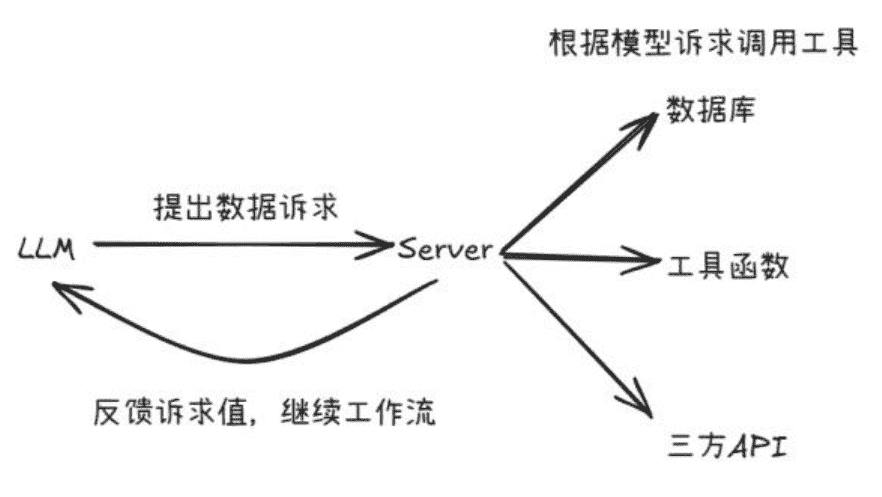 根据模型诉求调用工具
数据库
提出数据诉求
LLM
Server
工具函数
反馈诉求值，继续工作流
三方API